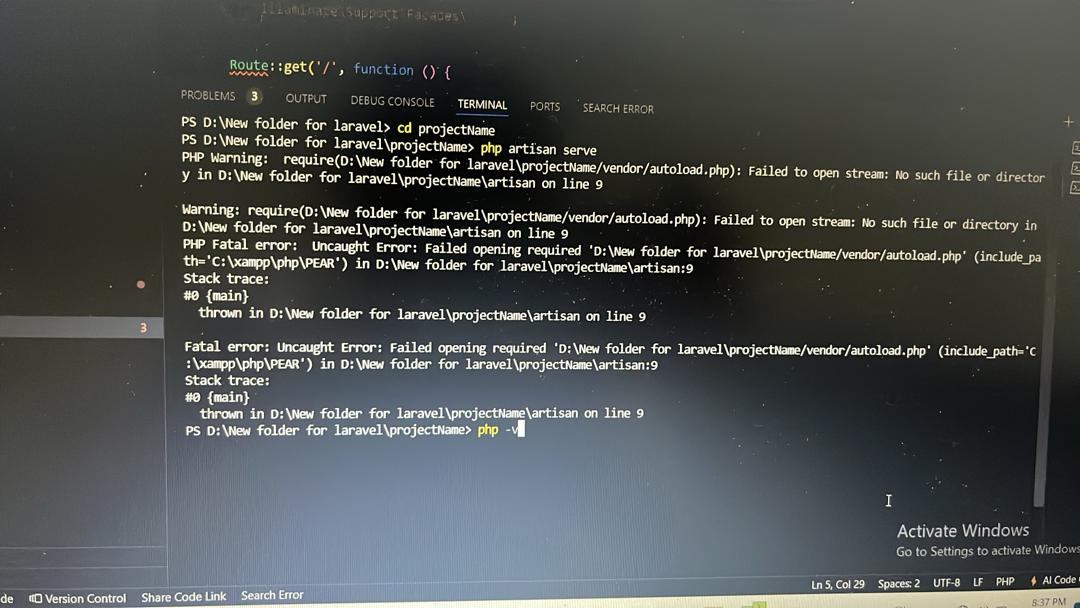 Illuminate\Support\Facades\
Route::get('/', function () {
PROBLEMS 3 OUTPUT DEBUG CONSOLE TERMINAL PORTS SEARCH ERROR
PS D:\New folder for laravel> cd projectName
PS D:\New folder for laravel\projectName> php artisan serve
PHP Warning:  require(D:\New folder for laravel\projectName/vendor/autoload.php): Failed to open stream: No such file or director
y in D:\New folder for laravel\projectName\artisan on line 9
Warning: require(D:\New folder for laravel\projectName/vendor/autoload.php): Failed to open stream: No such file or directory in
D:\New folder for laravel\projectName\artisan on line 9
PHP Fatal error:  Uncaught Error: Failed opening required 'D:\New folder for laravel\projectName/vendor/autoload.php' (include_pa
th='C:\xampp\php\PEAR') in D:\New folder for laravel\projectName\artisan:9
Stack trace:
#0 {main}
  thrown in D:\New folder for laravel\projectName\artisan on line 9
3
Fatal error: Uncaught Error: Failed opening required 'D:\New folder for laravel\projectName/vendor/autoload.php' (include_path='C
:\xampp\php\PEAR') in D:\New folder for laravel\projectName\artisan:9
Stack trace:
#0 {main}
  thrown in D:\New folder for laravel\projectName\artisan on line 9
PS D:\New folder for laravel\projectName> php -v
Activate Windows
Go to Settings to activate Windows
de Version Control Share Code Link Search Error Ln 5, Col 29 Spaces: 2 UTF-8 LF PHP AI Code
8:37 PM